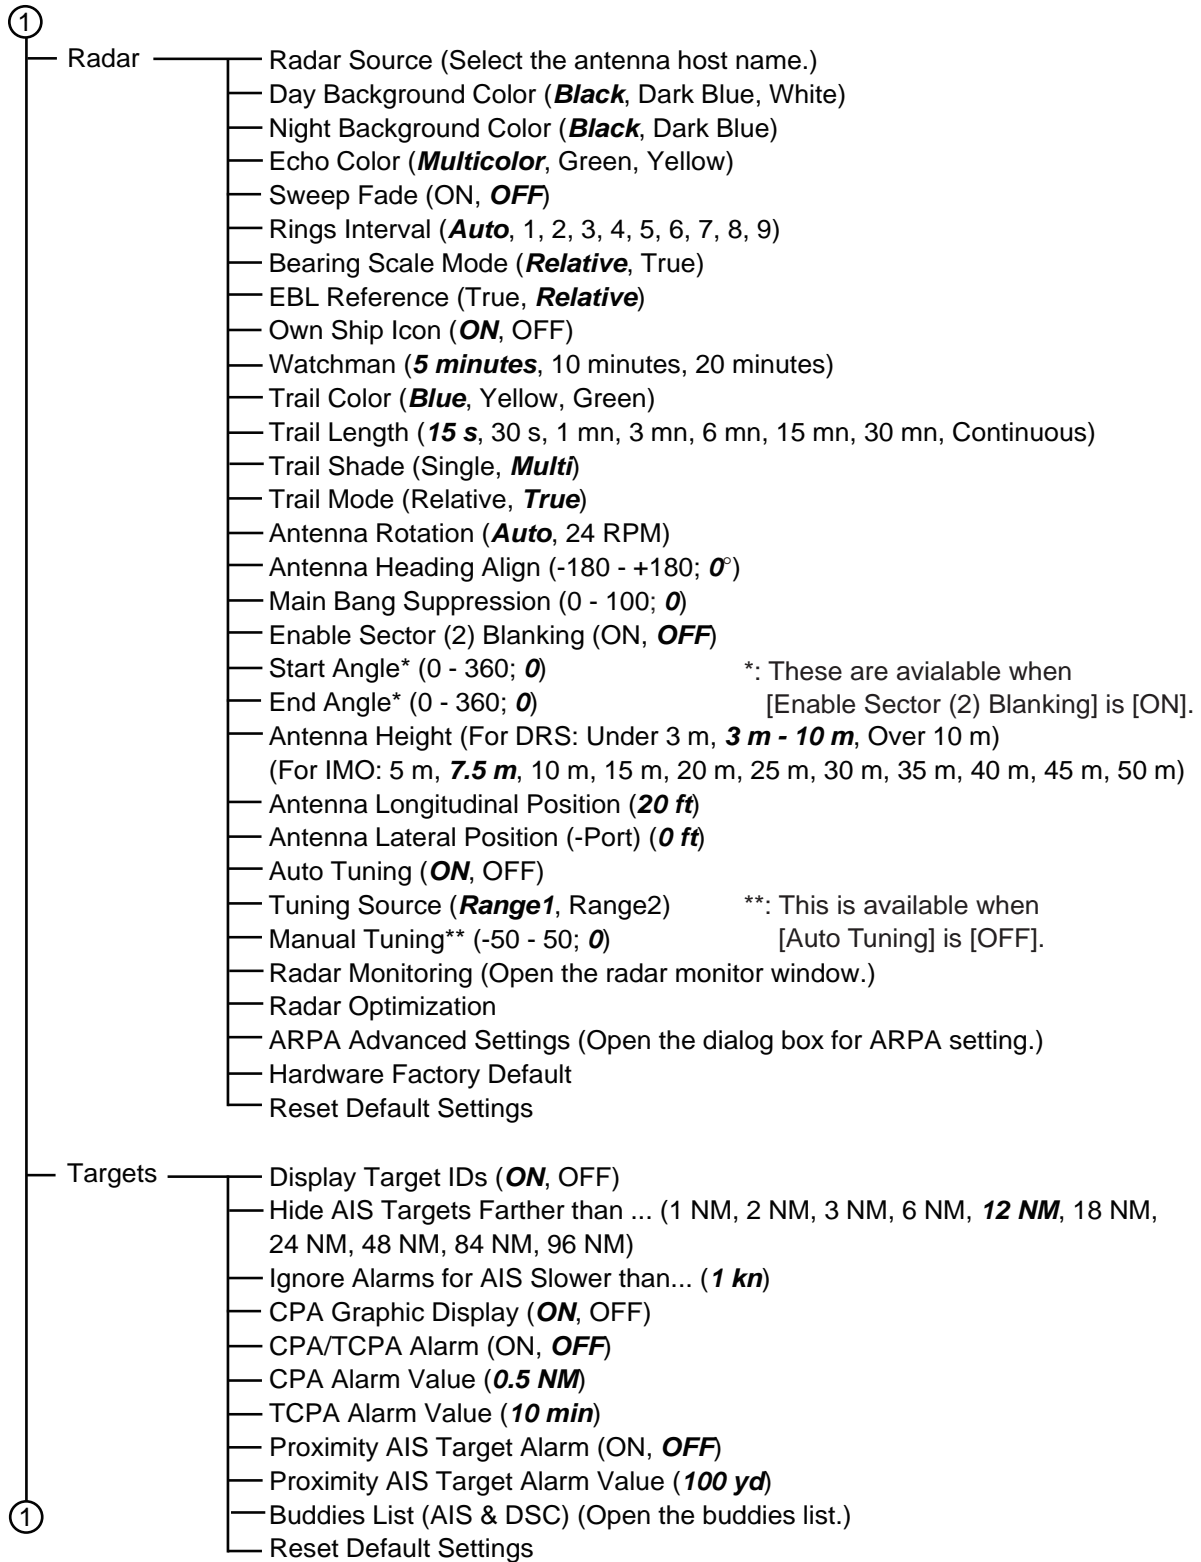 1
Radar
Radar Source (Select the antenna host name.)
Day Background Color (Black, Dark Blue, White)
Night Background Color (Black, Dark Blue)
Echo Color (Multicolor, Green, Yellow)
Sweep Fade (ON, OFF)
Rings Interval (Auto, 1, 2, 3, 4, 5, 6, 7, 8, 9)
Bearing Scale Mode (Relative, True)
EBL Reference (True, Relative)
Own Ship Icon (ON, OFF)
Watchman (5 minutes, 10 minutes, 20 minutes)
Trail Color (Blue, Yellow, Green)
Trail Length (15 s, 30 s, 1 mn, 3 mn, 6 mn, 15 mn, 30 mn, Continuous)
Trail Shade (Single, Multi)
Trail Mode (Relative, True)
Antenna Rotation (Auto, 24 RPM)
Antenna Heading Align (-180 - +180; 0°)
Main Bang Suppression (0 - 100; 0)
Enable Sector (2) Blanking (ON, OFF)
Start Angle* (0 - 360; 0)
End Angle* (0 - 360; 0)
*: These are avialable when
[Enable Sector (2) Blanking] is [ON].
Antenna Height (For DRS: Under 3 m, 3 m - 10 m, Over 10 m)
(For IMO: 5 m, 7.5 m, 10 m, 15 m, 20 m, 25 m, 30 m, 35 m, 40 m, 45 m, 50 m)
Antenna Longitudinal Position (20 ft)
Antenna Lateral Position (-Port) (0 ft)
Auto Tuning (ON, OFF)
Tuning Source (Range1, Range2)
Manual Tuning** (-50 - 50; 0)
**: This is available when
[Auto Tuning] is [OFF].
Radar Monitoring (Open the radar monitor window.)
Radar Optimization
ARPA Advanced Settings (Open the dialog box for ARPA setting.)
Hardware Factory Default
Reset Default Settings
Targets
Display Target IDs (ON, OFF)
Hide AIS Targets Farther than ... (1 NM, 2 NM, 3 NM, 6 NM, 12 NM, 18 NM,
24 NM, 48 NM, 84 NM, 96 NM)
Ignore Alarms for AIS Slower than... (1 kn)
CPA Graphic Display (ON, OFF)
CPA/TCPA Alarm (ON, OFF)
CPA Alarm Value (0.5 NM)
TCPA Alarm Value (10 min)
Proximity AIS Target Alarm (ON, OFF)
Proximity AIS Target Alarm Value (100 yd)
Buddies List (AIS & DSC) (Open the buddies list.)
Reset Default Settings
1